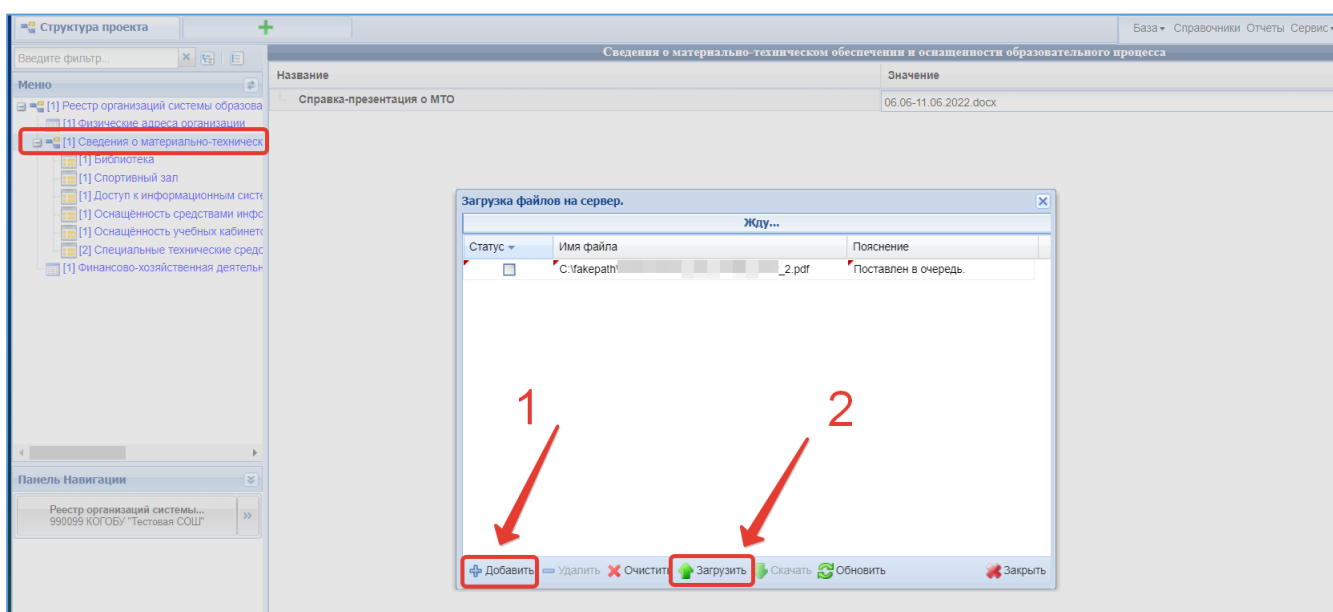 Структура проекта
База Справочники Отчеты Сервис
Введите фильтр...
Сведения о материально-техническом обеспечении и оснащенности образовательного процесса
Меню
Название Значение
[1] Реестр организаций системы образова
Справка-презентация о МТО 06.06-11.06.2022.docx
[1] Физические адреса организации
[1] Сведения о материально-техническ
[1] Библиотека
[1] Спортивный зал
[1] Доступ к информационным систе
[1] Оснащённость средствами инфо
[1] Оснащённость учебных кабинето
[2] Специальные технические средс
[1] Финансово-хозяйственная деятельн
Загрузка файлов на сервер.
Жду...
Статус Имя файла Пояснение
C:\fakepath\ _2.pdf Поставлен в очередь.
1 2
Добавить Удалить Очистить Загрузить Скачать Обновить Закрыть
Панель Навигации
Реестр организаций системы...
990099 КОГОБУ "Тестовая СОШ"